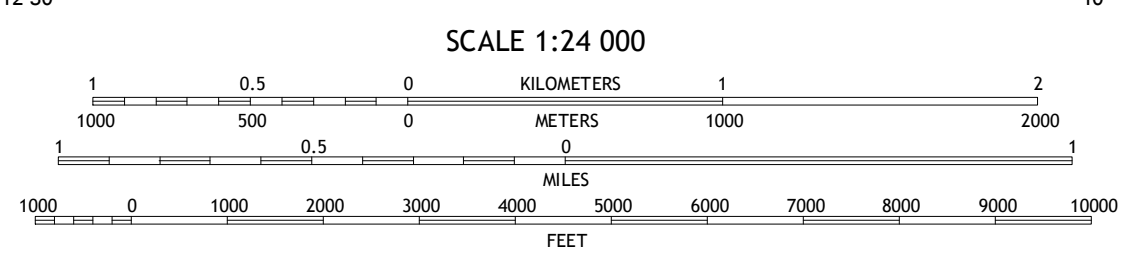 SCALE 1:24 000
1 0.5 0 KILOMETERS 1 2
1000 500 0 METERS 1000 2000
1 0.5 0 1
MILES
1000 0 1000 2000 3000 4000 5000 6000 7000 8000 9000 10000
FEET